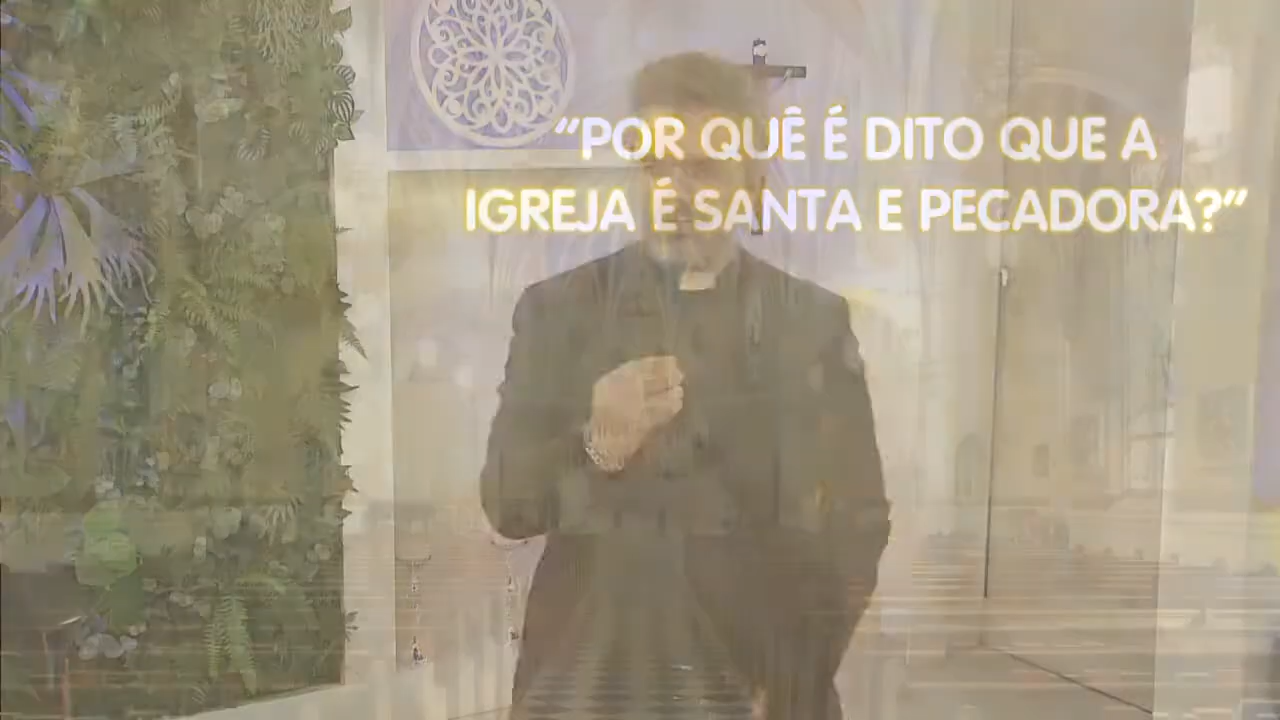 “POR QUÊ É DITO QUE A
IGREJA É SANTA E PECADORA?”